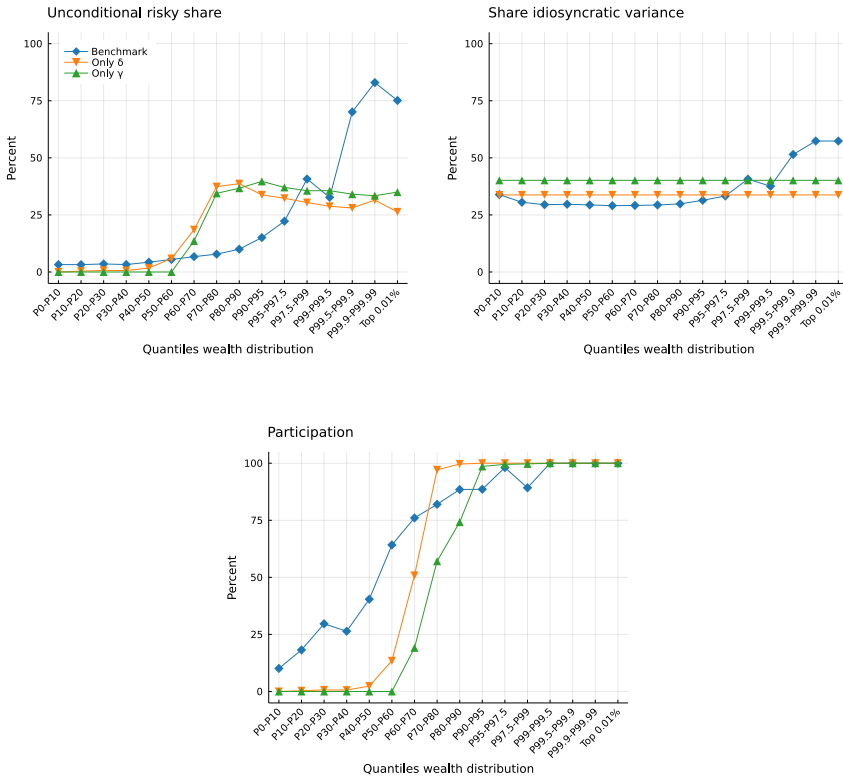 Unconditional risky share
Share idiosyncratic variance
Percent
100
75
50
25
0
Benchmark
Only δ
Only γ
P0-P10
P10-P20
P20-P30
P30-P40
P40-P50
P50-P60
P60-P70
P70-P80
P80-P90
P90-P95
P95-P97.5
P97.5-P99
P99-P99.5
P99.5-P99.9
P99.9-P99.99
Top 0.01%
Quantiles wealth distribution
Percent
100
75
50
25
0
P0-P10
P10-P20
P20-P30
P30-P40
P40-P50
P50-P60
P60-P70
P70-P80
P80-P90
P90-P95
P95-P97.5
P97.5-P99
P99-P99.5
P99.5-P99.9
P99.9-P99.99
Top 0.01%
Quantiles wealth distribution
Participation
Percent
100
75
50
25
0
P0-P10
P10-P20
P20-P30
P30-P40
P40-P50
P50-P60
P60-P70
P70-P80
P80-P90
P90-P95
P95-P97.5
P97.5-P99
P99-P99.5
P99.5-P99.9
P99.9-P99.99
Top 0.01%
Quantiles wealth distribution